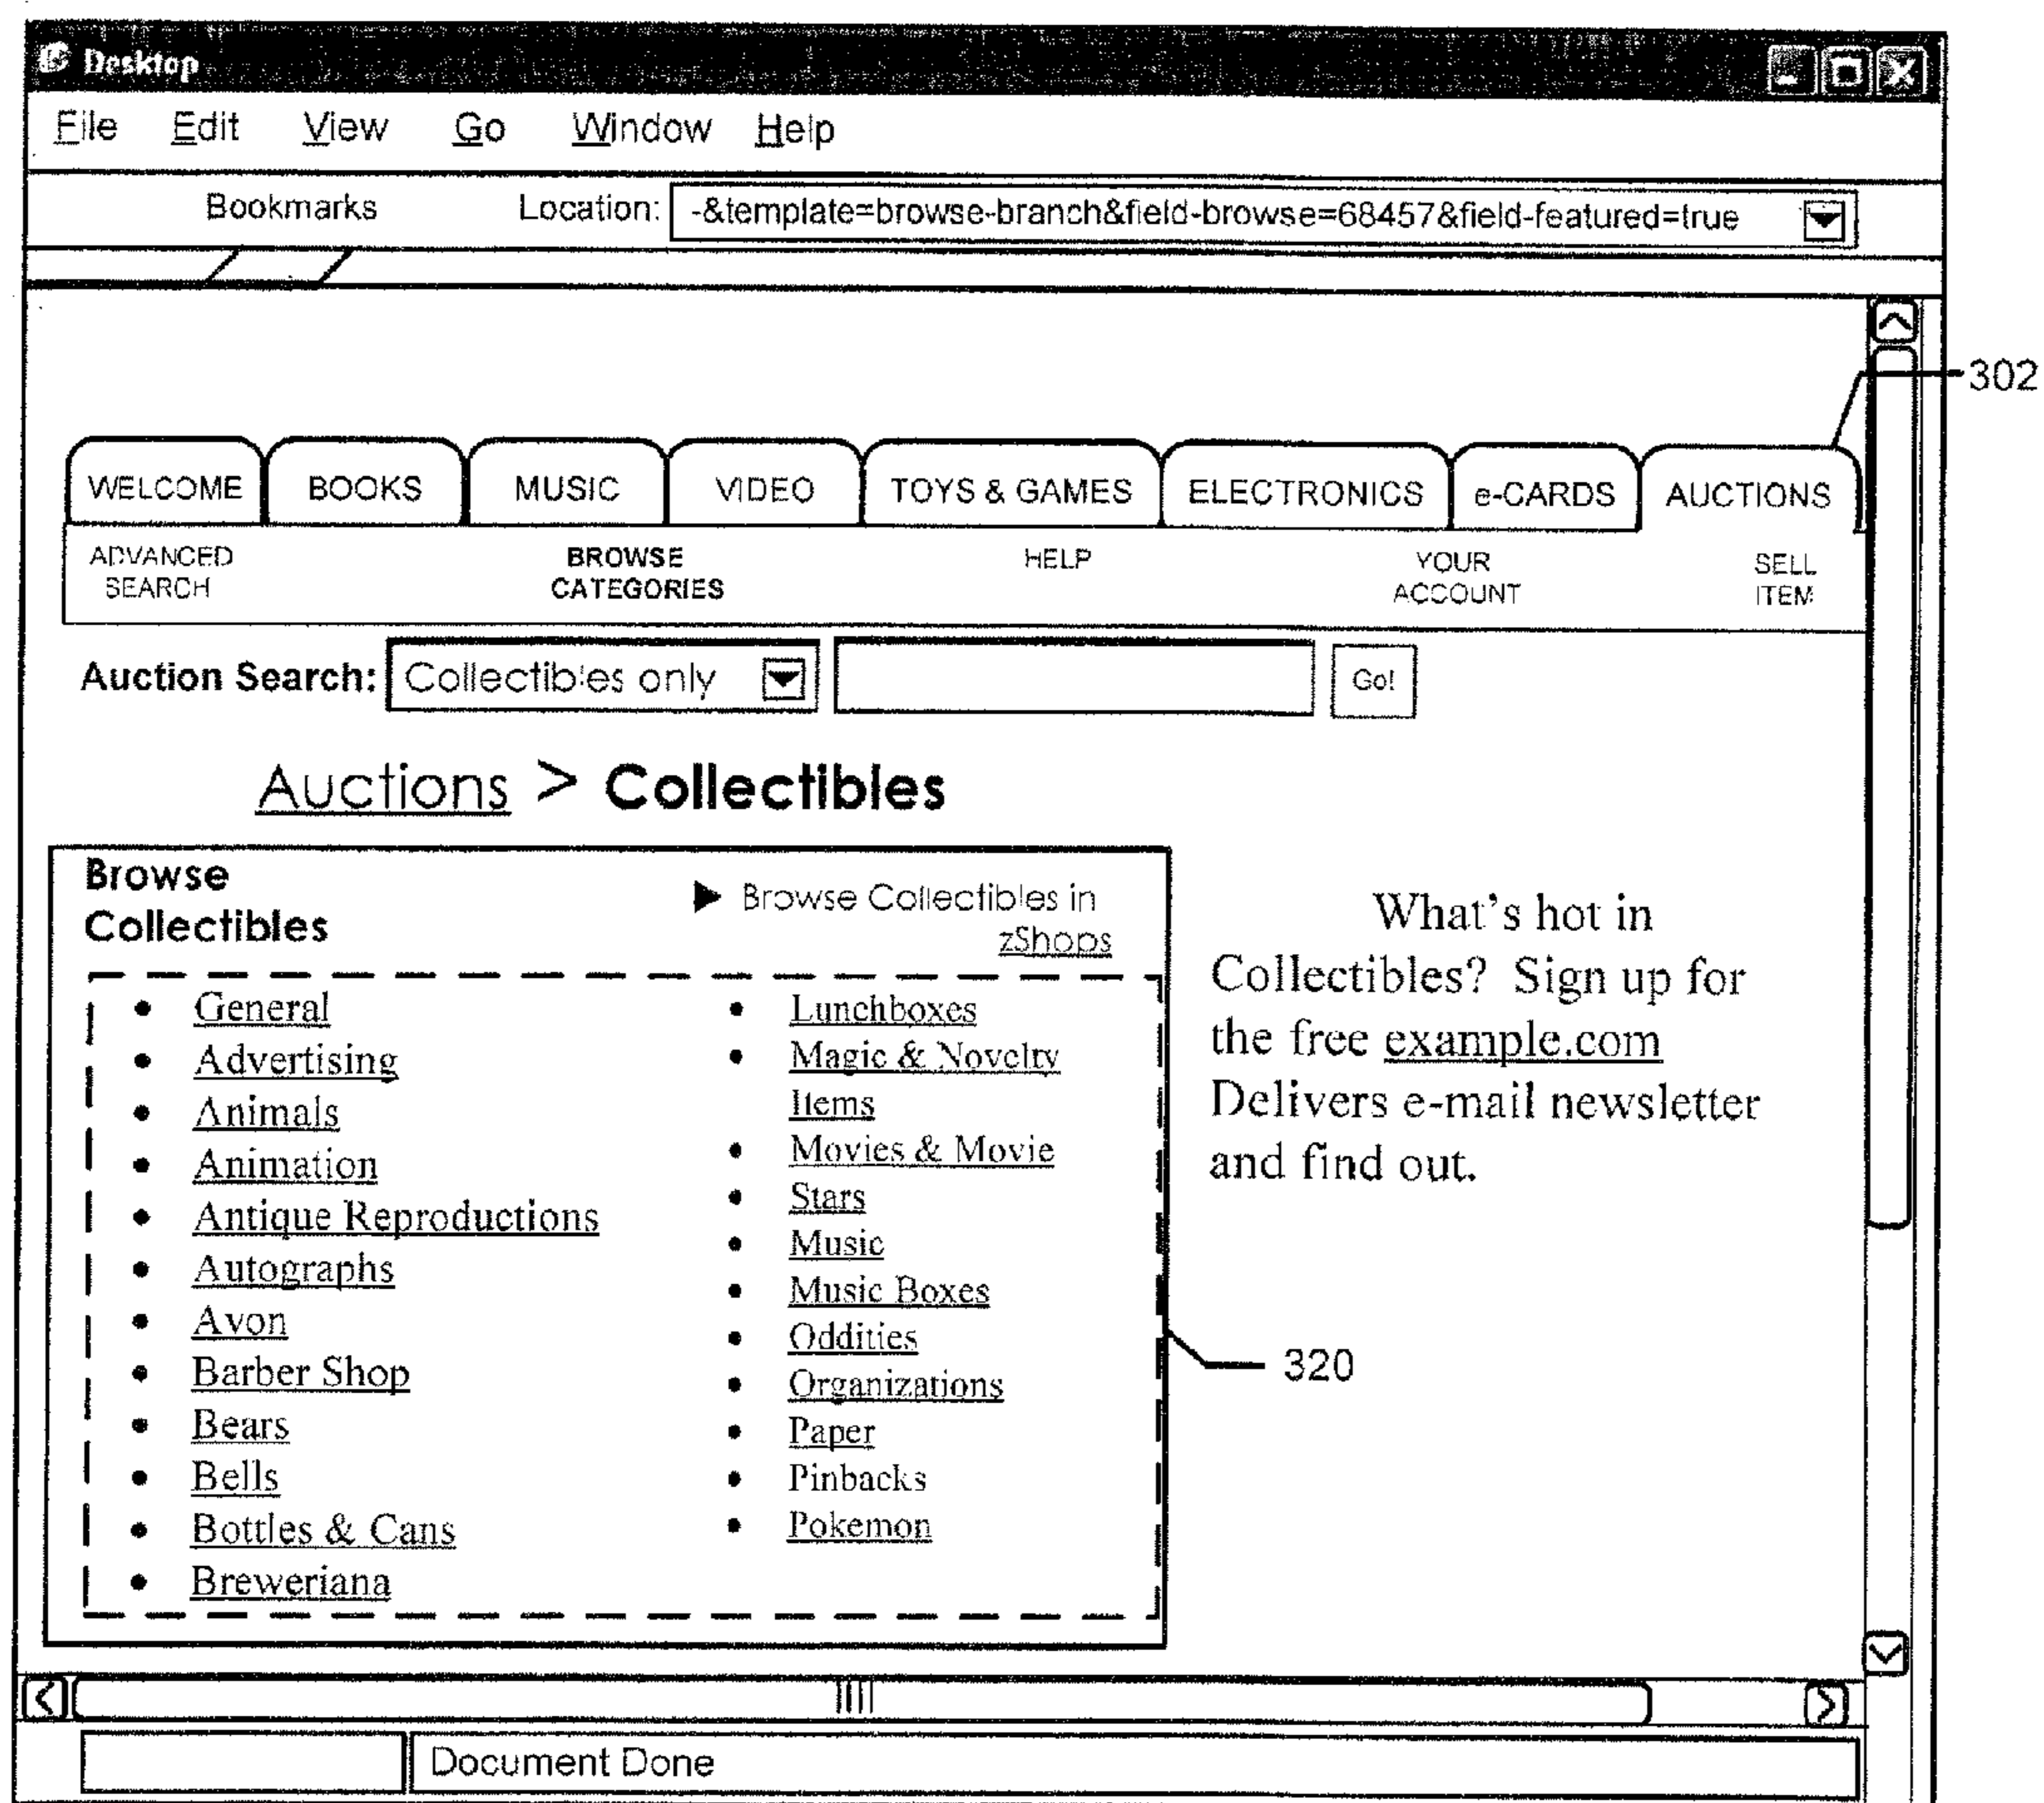 Desktop
File Edit View Go Window Help
Bookmarks Location: -&template=browse-branch&field-browse=68457&field-featured=true
302
WELCOME BOOKS MUSIC VIDEO TOYS & GAMES ELECTRONICS e-CARDS AUCTIONS
ADVANCED SEARCH BROWSE CATEGORIES HELP YOUR ACCOUNT SELL ITEM
Auction Search: Collectibles only Go!
Auctions > Collectibles
Browse
Collectibles
▶ Browse Collectibles in
zShops
• General
• Advertising
• Animals
• Animation
• Antique Reproductions
• Autographs
• Avon
• Barber Shop
• Bears
• Bells
• Bottles & Cans
• Breweriana
• Lunchboxes
• Magic & Novelty
Items
• Movies & Movie
• Stars
• Music
• Music Boxes
• Oddities
• Organizations
• Paper
• Pinbacks
• Pokemon
320
What's hot in
Collectibles? Sign up for
the free example.com
Delivers e-mail newsletter
and find out.
Document Done